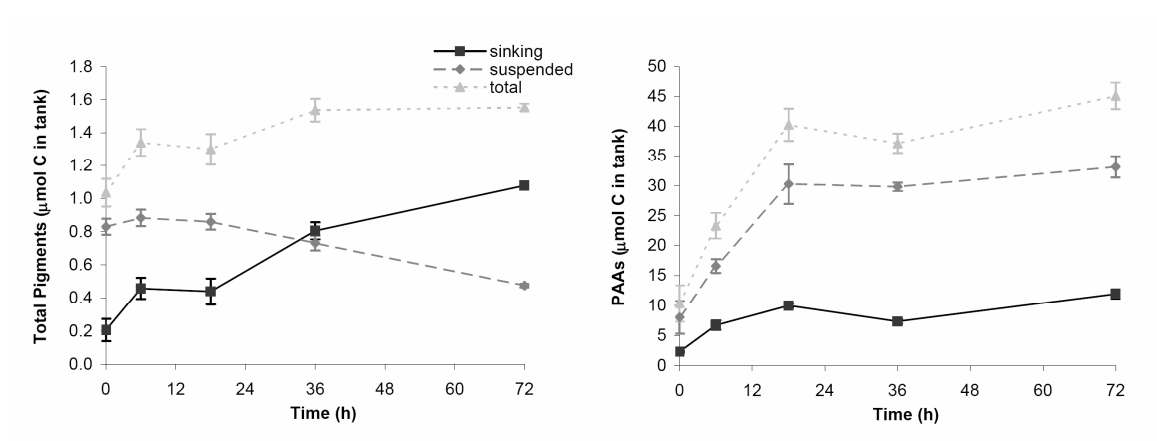 sinking
suspended
total
Total Pigments (μmol C in tank)
1.8
1.6
1.4
1.2
1.0
0.8
0.6
0.4
0.2
0.0
0 12 24 36 48 60 72
Time (h)
PAAs (μmol C in tank)
50
45
40
35
30
25
20
15
10
5
0
0 12 24 36 48 60 72
Time (h)